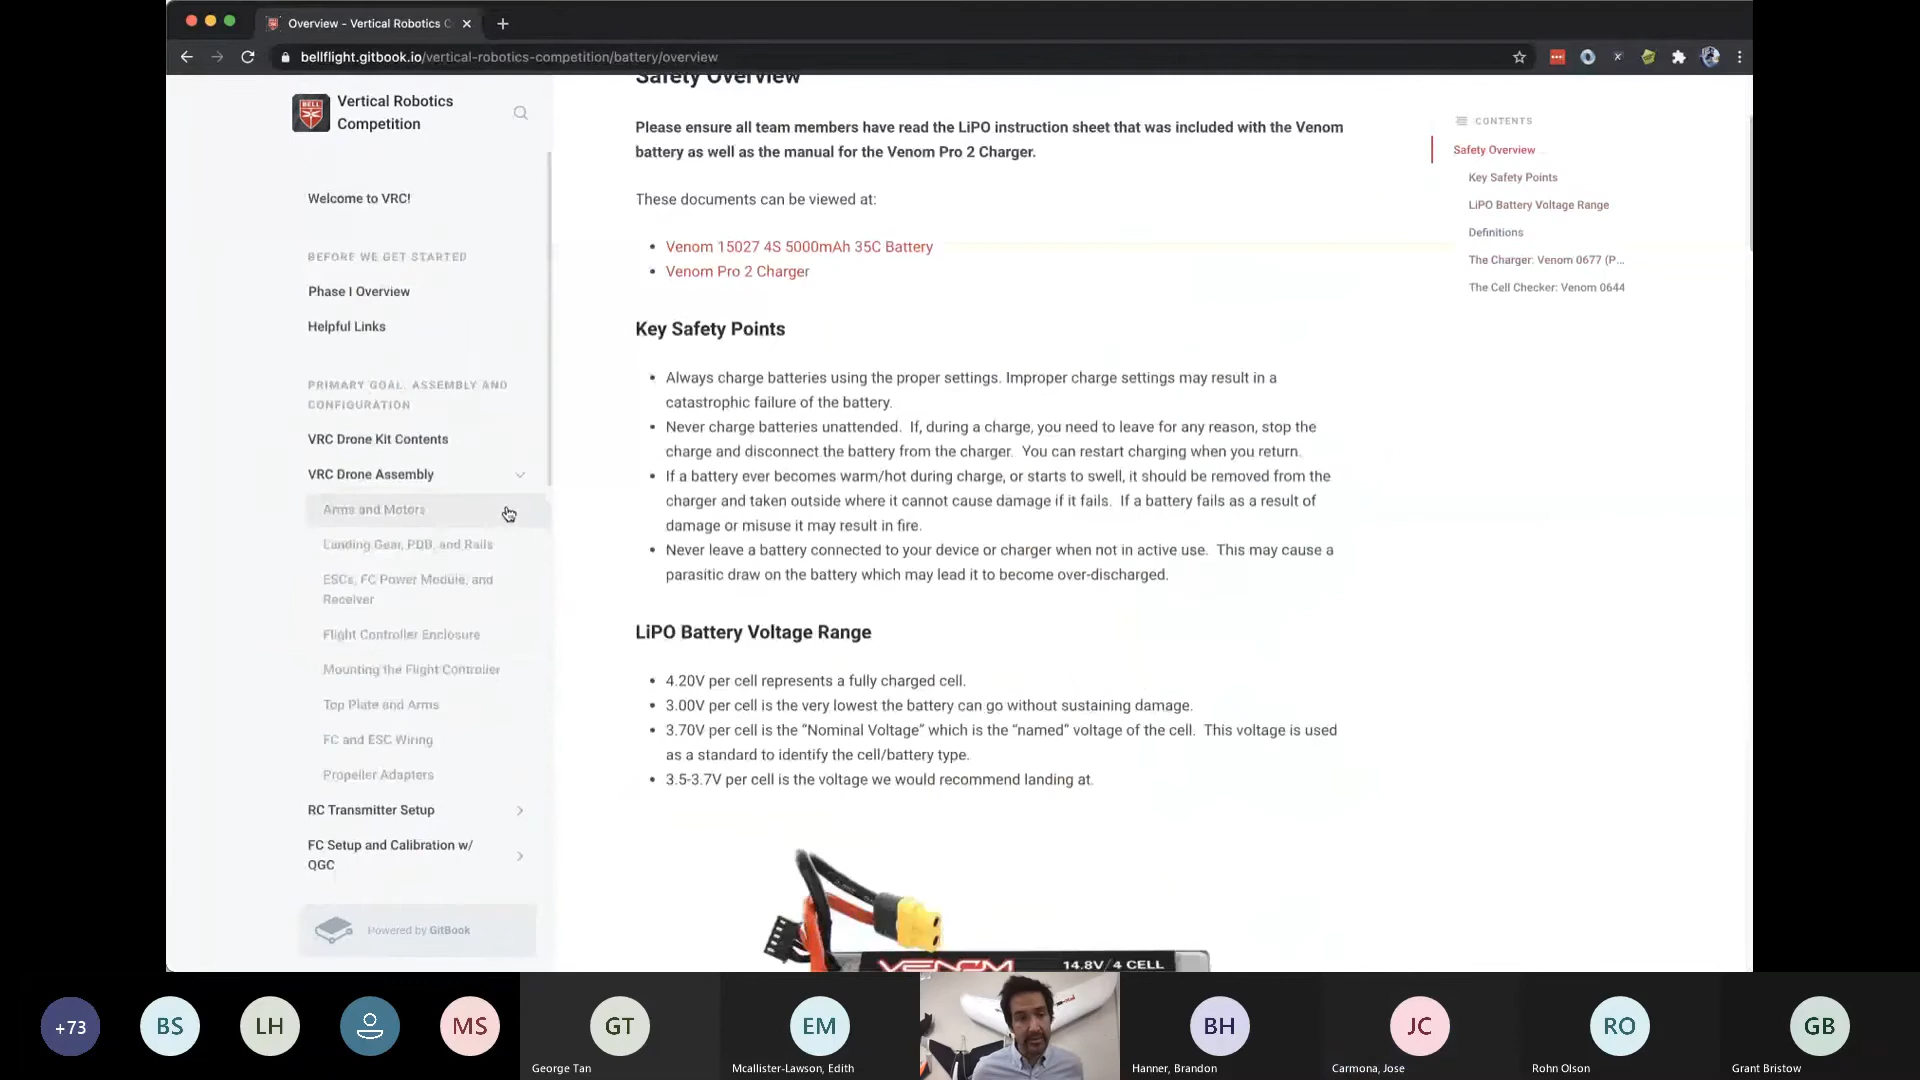 Overview - Vertical Robotics C
bellflight.gitbook.io/vertical-robotics-competition/battery/overview
BELL
Vertical Robotics
Competition
Welcome to VRC!
BEFORE WE GET STARTED
Phase I Overview
Helpful Links
PRIMARY GOAL: ASSEMBLY AND
CONFIGURATION
VRC Drone Kit Contents
VRC Drone Assembly
Arms and Motors
Landing Gear, PDB, and Rails
ESCs, FC Power Module, and
Receiver
Flight Controller Enclosure
Mounting the Flight Controller
Top Plate and Arms
FC and ESC Wiring
Propeller Adapters
RC Transmitter Setup
FC Setup and Calibration w/
QGC
Powered by GitBook
Safety Overview
Please ensure all team members have read the LiPO instruction sheet that was included with the Venom
battery as well as the manual for the Venom Pro 2 Charger.
These documents can be viewed at:
• Venom 15027 4S 5000mAh 35C Battery
• Venom Pro 2 Charger
Key Safety Points
• Always charge batteries using the proper settings. Improper charge settings may result in a
catastrophic failure of the battery.
• Never charge batteries unattended.  If, during a charge, you need to leave for any reason, stop the
charge and disconnect the battery from the charger.  You can restart charging when you return.
• If a battery ever becomes warm/hot during charge, or starts to swell, it should be removed from the
charger and taken outside where it cannot cause damage if it fails.  If a battery fails as a result of
damage or misuse it may result in fire.
• Never leave a battery connected to your device or charger when not in active use.  This may cause a
parasitic draw on the battery which may lead it to become over-discharged.
LiPO Battery Voltage Range
• 4.20V per cell represents a fully charged cell.
• 3.00V per cell is the very lowest the battery can go without sustaining damage.
• 3.70V per cell is the “Nominal Voltage” which is the “named” voltage of the cell.  This voltage is used
as a standard to identify the cell/battery type.
• 3.5-3.7V per cell is the voltage we would recommend landing at.
VENOM
14.8V/4 CELL
CONTENTS
Safety Overview
Key Safety Points
LiPO Battery Voltage Range
Definitions
The Charger: Venom 0677 (P...
The Cell Checker: Venom 0644
+73
BS
LH
MS
GT
George Tan
EM
Mcallister-Lawson, Edith
BH
Hanner, Brandon
JC
Carmona, Jose
RO
Rohn Olson
GB
Grant Bristow